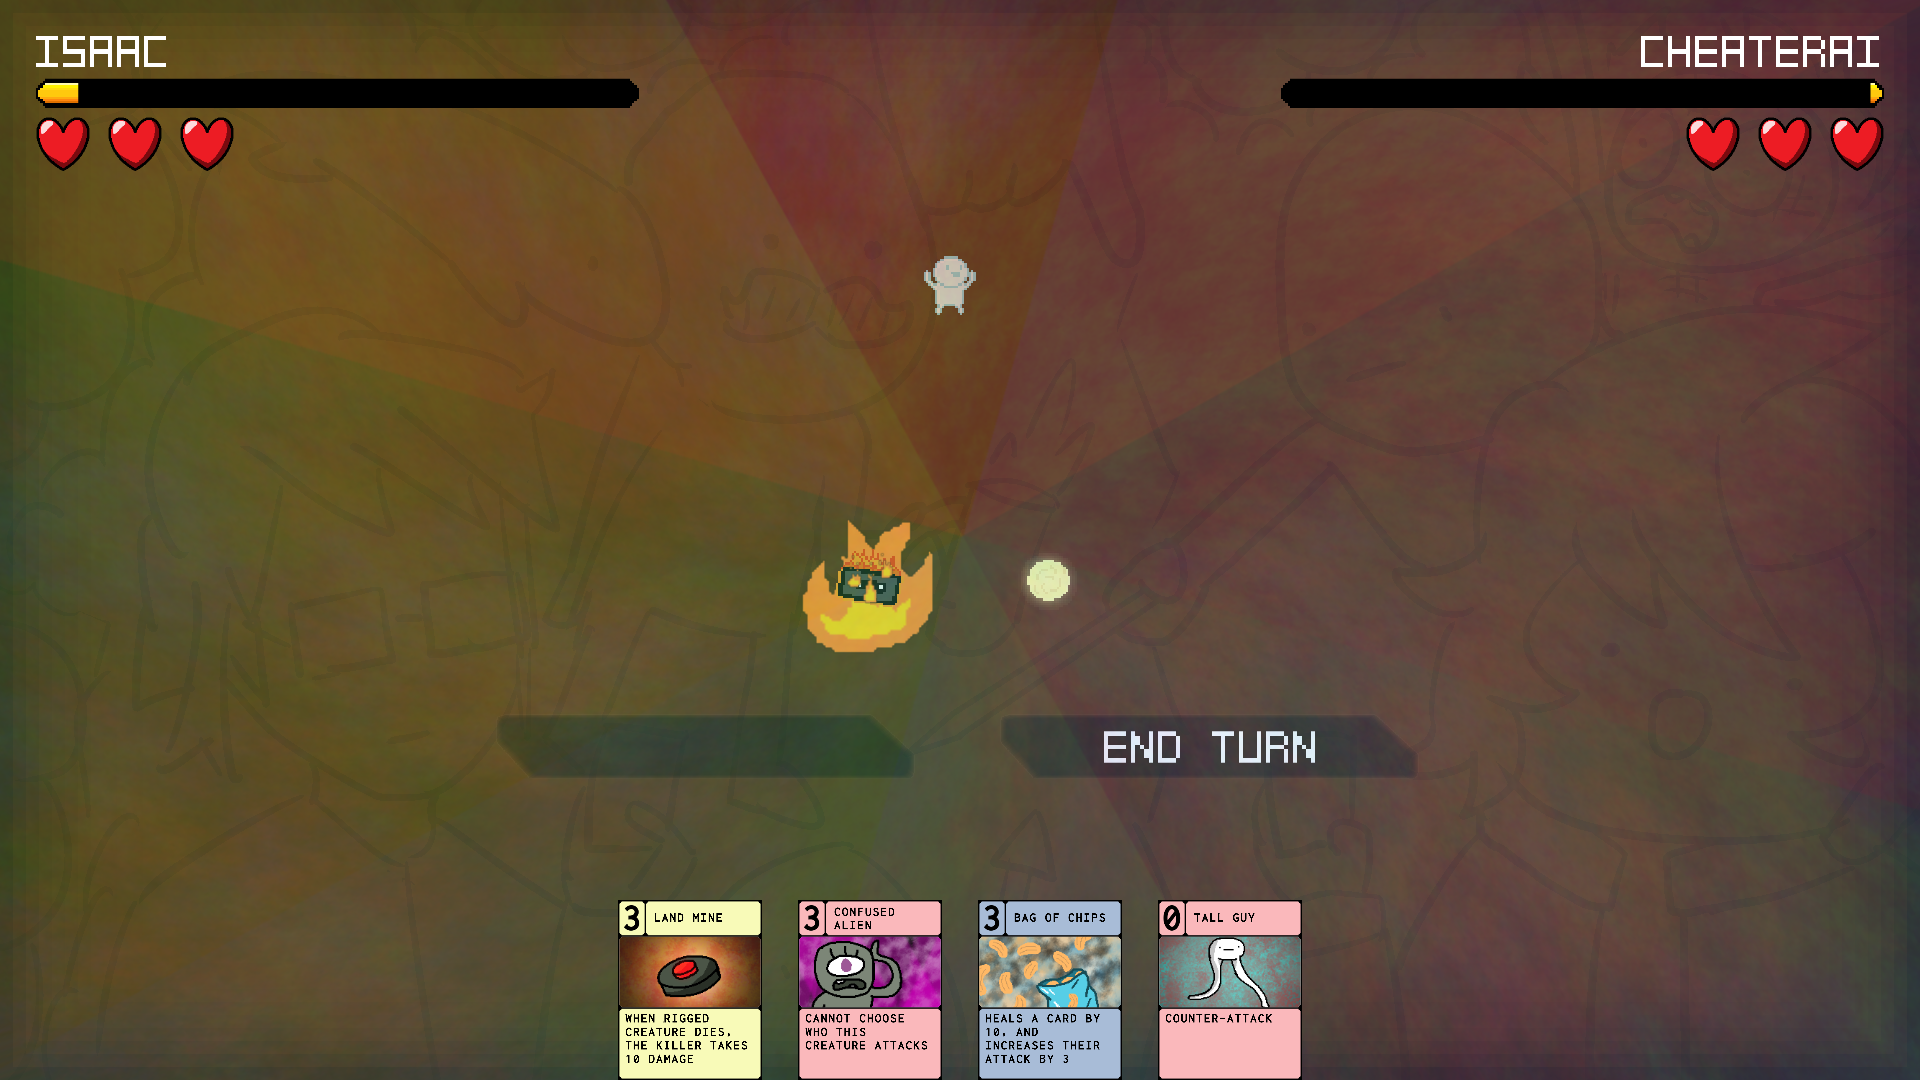 ISAAC
CHEATERAI
END TURN
3 LAND MINE
WHEN RIGGED
CREATURE DIES,
THE KILLER TAKES
10 DAMAGE
3 CONFUSED
ALIEN
CANNOT CHOOSE
WHO THIS
CREATURE ATTACKS
3 BAG OF CHIPS
HEALS A CARD BY
10, AND
INCREASES THEIR
ATTACK BY 3
0 TALL GUY
COUNTER-ATTACK